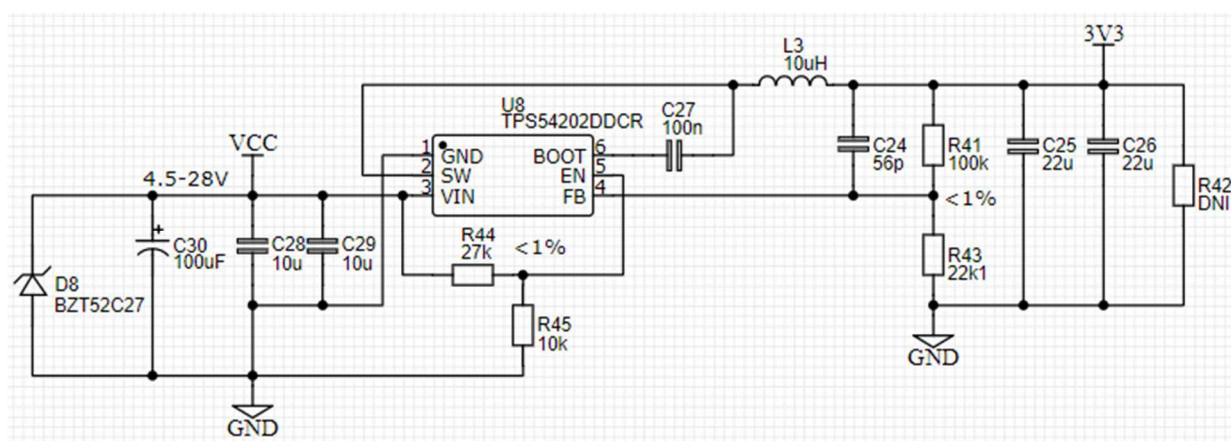 3V3
L3
10uH
U8
TPS54202DDCR
C27
100n
VCC
4.5-28V
1 GND
2 SW
3 VIN
BOOT 6
EN 5
FB 4
C24
56p
R41
100k
<1%
C25
22u
C26
22u
R42
DNI
R44
27k
<1%
+
C30
100uF
C28
10u
C29
10u
D8
BZT52C27
R45
10k
R43
22k1
GND
GND